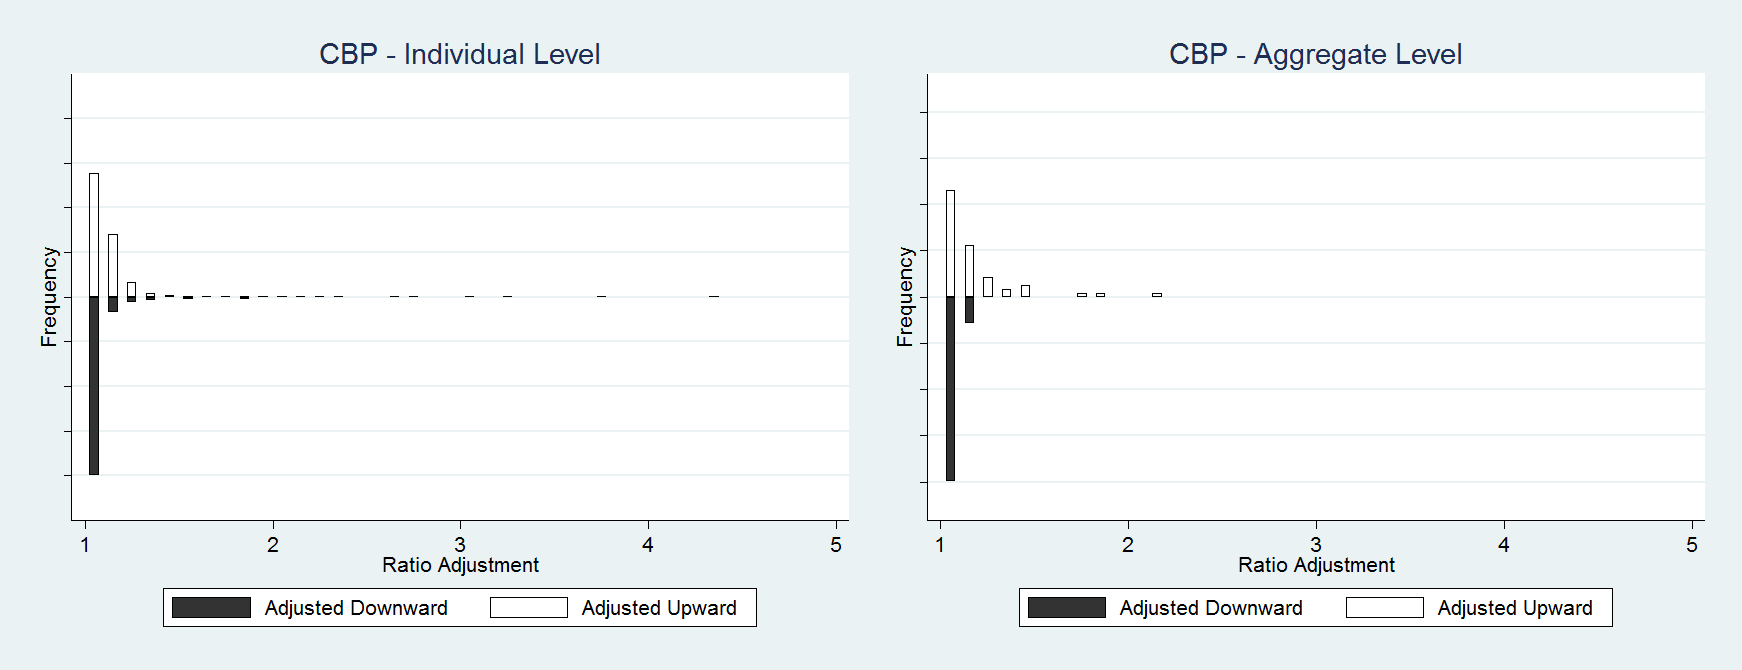 CBP - Individual Level
Frequency
1 2 3 4 5
Ratio Adjustment
Adjusted Downward Adjusted Upward
CBP - Aggregate Level
Frequency
1 2 3 4 5
Ratio Adjustment
Adjusted Downward Adjusted Upward